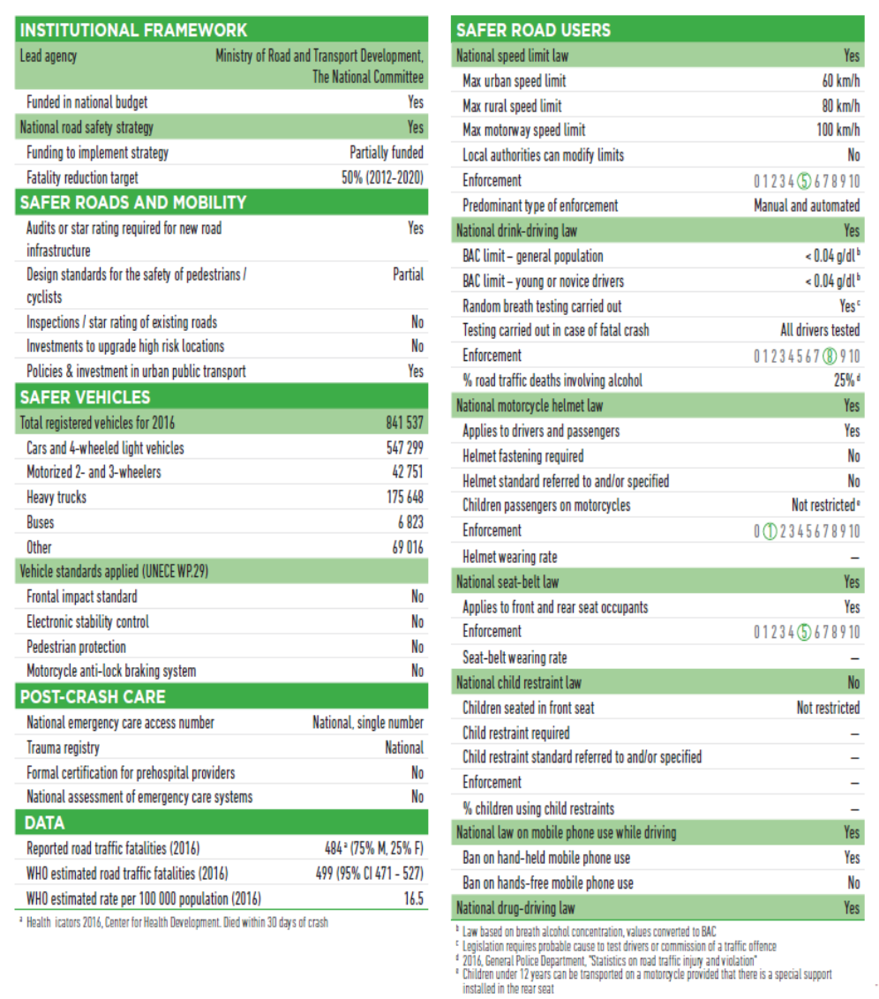 INSTITUTIONAL FRAMEWORK
Lead agency Ministry of Road and Transport Development,
The National Committee
Funded in national budget Yes
National road safety strategy Yes
Funding to implement strategy Partially funded
Fatality reduction target 50% (2012-2020)
SAFER ROADS AND MOBILITY
Audits or star rating required for new road Yes
infrastructure
Design standards for the safety of pedestrians / Partial
cyclists
Inspections / star rating of existing roads No
Investments to upgrade high risk locations No
Policies & investment in urban public transport Yes
SAFER VEHICLES
Total registered vehicles for 2016 841 537
Cars and 4-wheeled light vehicles 547 299
Motorized 2- and 3-wheelers 42 751
Heavy trucks 175 648
Buses 6 823
Other 69 016
Vehicle standards applied (UNECE WP.29)
Frontal impact standard No
Electronic stability control No
Pedestrian protection No
Motorcycle anti-lock braking system No
POST-CRASH CARE
National emergency care access number National, single number
Trauma registry National
Formal certification for prehospital providers No
National assessment of emergency care systems No
DATA
Reported road traffic fatalities (2016) 484 ᵃ (75% M, 25% F)
WHO estimated road traffic fatalities (2016) 499 (95% CI 471 - 527)
WHO estimated rate per 100 000 population (2016) 16.5
ᵃ Health icators 2016, Center for Health Development. Died within 30 days of crash
SAFER ROAD USERS
National speed limit law Yes
Max urban speed limit 60 km/h
Max rural speed limit 80 km/h
Max motorway speed limit 100 km/h
Local authorities can modify limits No
Enforcement 0 1 2 3 4 5 6 7 8 9 10
Predominant type of enforcement Manual and automated
National drink-driving law Yes
BAC limit – general population < 0.04 g/dl ᵇ
BAC limit – young or novice drivers < 0.04 g/dl ᵇ
Random breath testing carried out Yes ᶜ
Testing carried out in case of fatal crash All drivers tested
Enforcement 0 1 2 3 4 5 6 7 8 9 10
% road traffic deaths involving alcohol 25% ᵈ
National motorcycle helmet law Yes
Applies to drivers and passengers Yes
Helmet fastening required No
Helmet standard referred to and/or specified No
Children passengers on motorcycles Not restricted ᵉ
Enforcement 0 1 2 3 4 5 6 7 8 9 10
Helmet wearing rate –
National seat-belt law Yes
Applies to front and rear seat occupants Yes
Enforcement 0 1 2 3 4 5 6 7 8 9 10
Seat-belt wearing rate –
National child restraint law No
Children seated in front seat Not restricted
Child restraint required –
Child restraint standard referred to and/or specified –
Enforcement –
% children using child restraints –
National law on mobile phone use while driving Yes
Ban on hand-held mobile phone use Yes
Ban on hands-free mobile phone use No
National drug-driving law Yes
ᵇ Law based on breath alcohol concentration, values converted to BAC
ᶜ Legislation requires probable cause to test drivers or commission of a traffic offence
ᵈ 2016, General Police Department, "Statistics on road traffic injury and violation"
ᵉ Children under 12 years can be transported on a motorcycle provided that there is a special support
installed in the rear seat